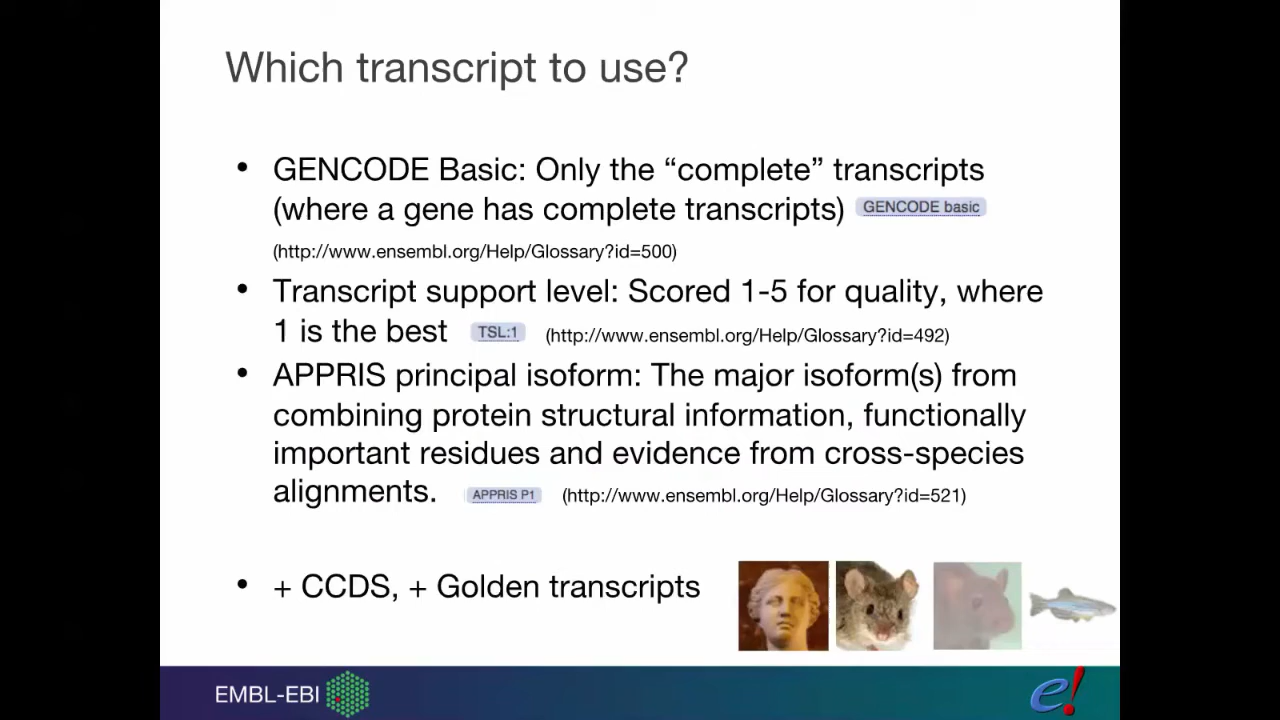 Which transcript to use?
• GENCODE Basic: Only the “complete” transcripts
(where a gene has complete transcripts) GENCODE basic
(http://www.ensembl.org/Help/Glossary?id=500)
• Transcript support level: Scored 1-5 for quality, where
1 is the best TSL:1 (http://www.ensembl.org/Help/Glossary?id=492)
• APPRIS principal isoform: The major isoform(s) from
combining protein structural information, functionally
important residues and evidence from cross-species
alignments. APPRIS P1 (http://www.ensembl.org/Help/Glossary?id=521)
• + CCDS, + Golden transcripts
EMBL-EBI e!